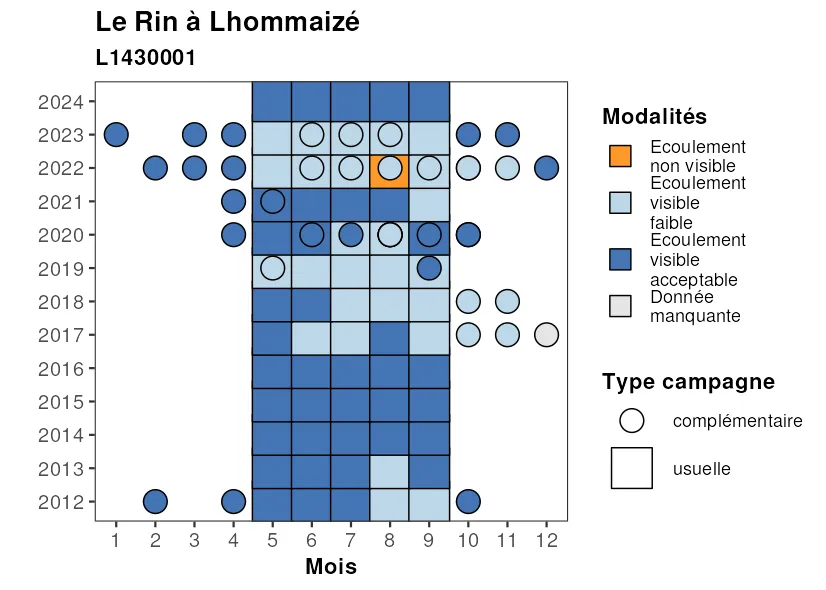 Le Rin à Lhommaizé
L1430001
2024
2023
2022
2021
2020
2019
2018
2017
2016
2015
2014
2013
2012
1 2 3 4 5 6 7 8 9 10 11 12
Mois
Modalités
Ecoulement
non visible
Ecoulement
visible
faible
Ecoulement
visible
acceptable
Donnée
manquante
Type campagne
complémentaire
usuelle